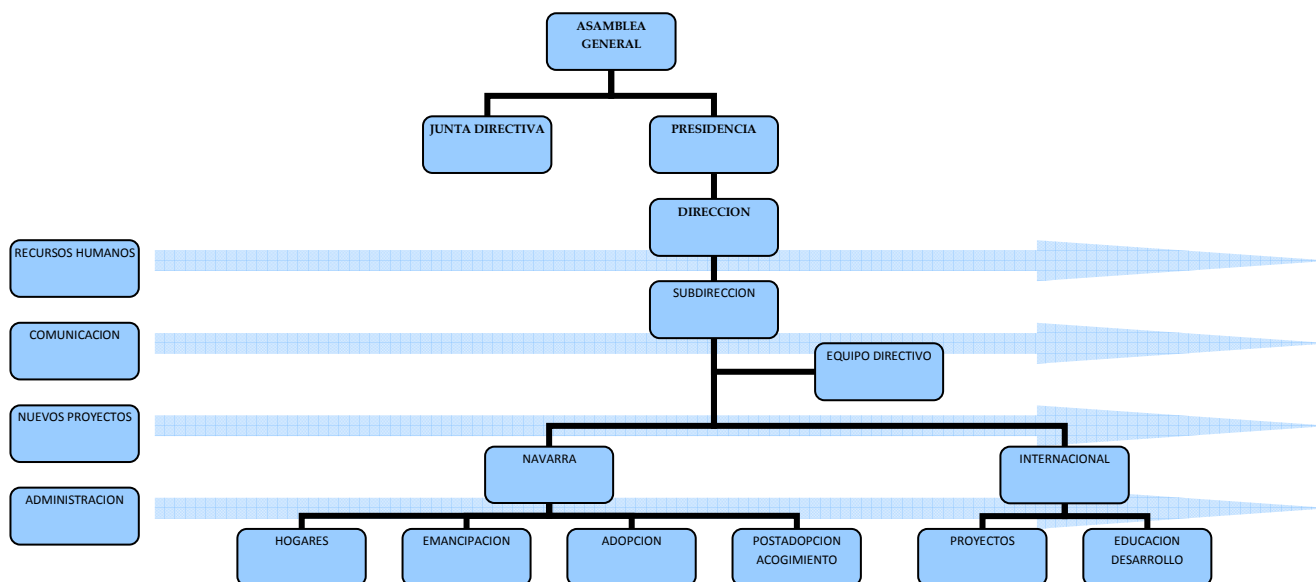 ASAMBLEA
GENERAL
JUNTA DIRECTIVA
PRESIDENCIA
DIRECCION
RECURSOS HUMANOS
SUBDIRECCION
COMUNICACION
EQUIPO DIRECTIVO
NUEVOS PROYECTOS
NAVARRA
INTERNACIONAL
ADMINISTRACION
HOGARES
EMANCIPACION
ADOPCION
POSTADOPCION
ACOGIMIENTO
PROYECTOS
EDUCACION
DESARROLLO